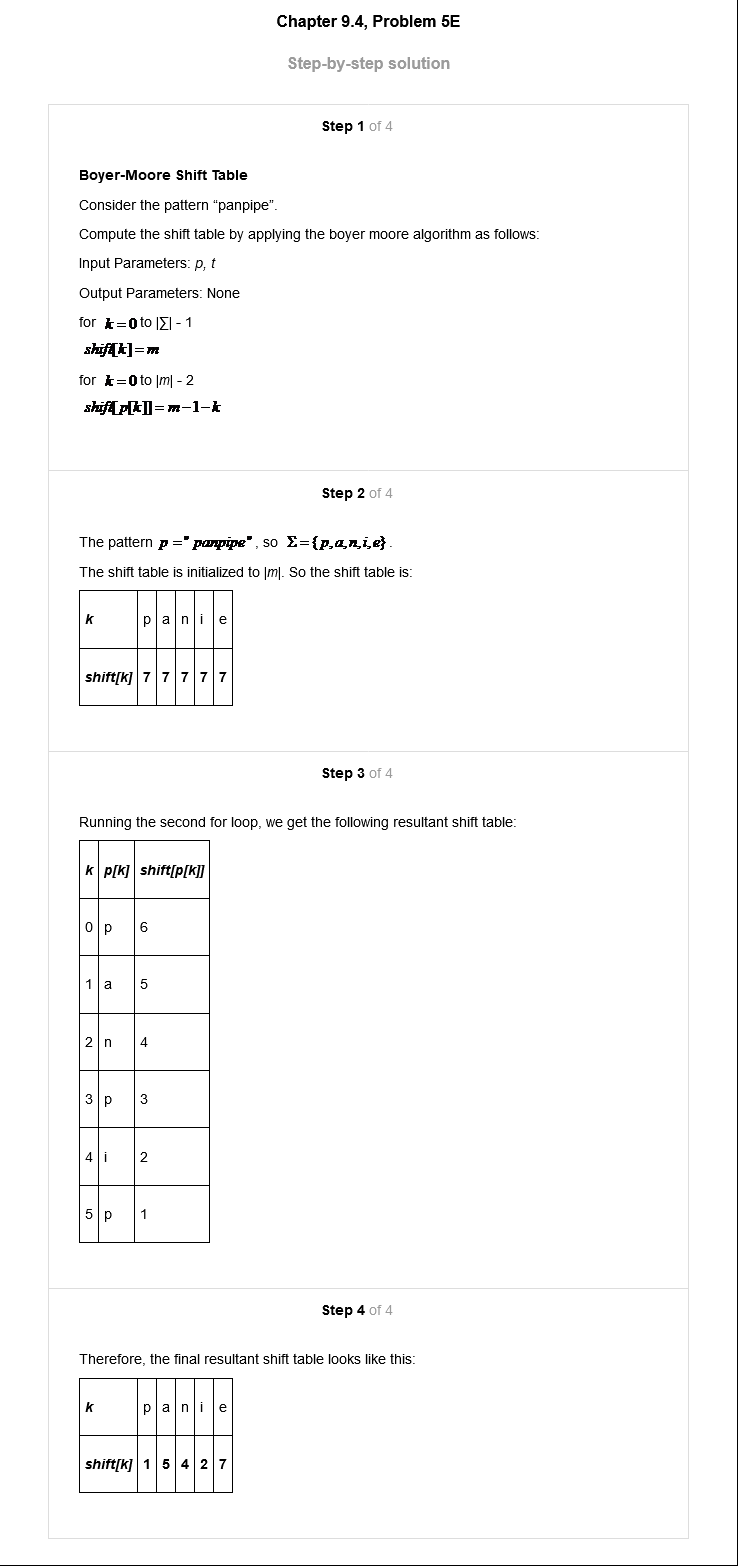 Chapter 9.4, Problem 5E
Step-by-step solution
Step 1 of 4
Boyer-Moore Shift Table
Consider the pattern “panpipe”.
Compute the shift table by applying the boyer moore algorithm as follows:
Input Parameters: p, t
Output Parameters: None
for k=0 to |∑| - 1
shift[k]=m
for k=0 to |m| - 2
shift[p[k]]=m−1−k
Step 2 of 4
The pattern p="panpipe", so Σ={p,a,n,i,e}.
The shift table is initialized to |m|. So the shift table is:
k p a n i e
shift[k] 7 7 7 7 7
Step 3 of 4
Running the second for loop, we get the following resultant shift table:
k p[k] shift[p[k]]
0 p 6
1 a 5
2 n 4
3 p 3
4 i 2
5 p 1
Step 4 of 4
Therefore, the final resultant shift table looks like this:
k p a n i e
shift[k] 1 5 4 2 7